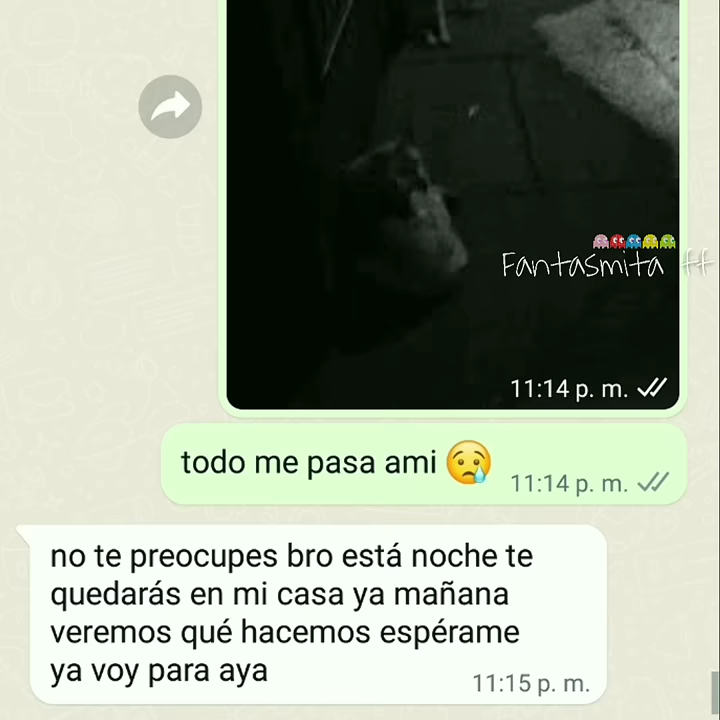 Fantasmita ff
11:14 p. m.
todo me pasa ami 😢
11:14 p. m.
no te preocupes bro está noche te
quedarás en mi casa ya mañana
veremos qué hacemos espérame
ya voy para aya
11:15 p. m.